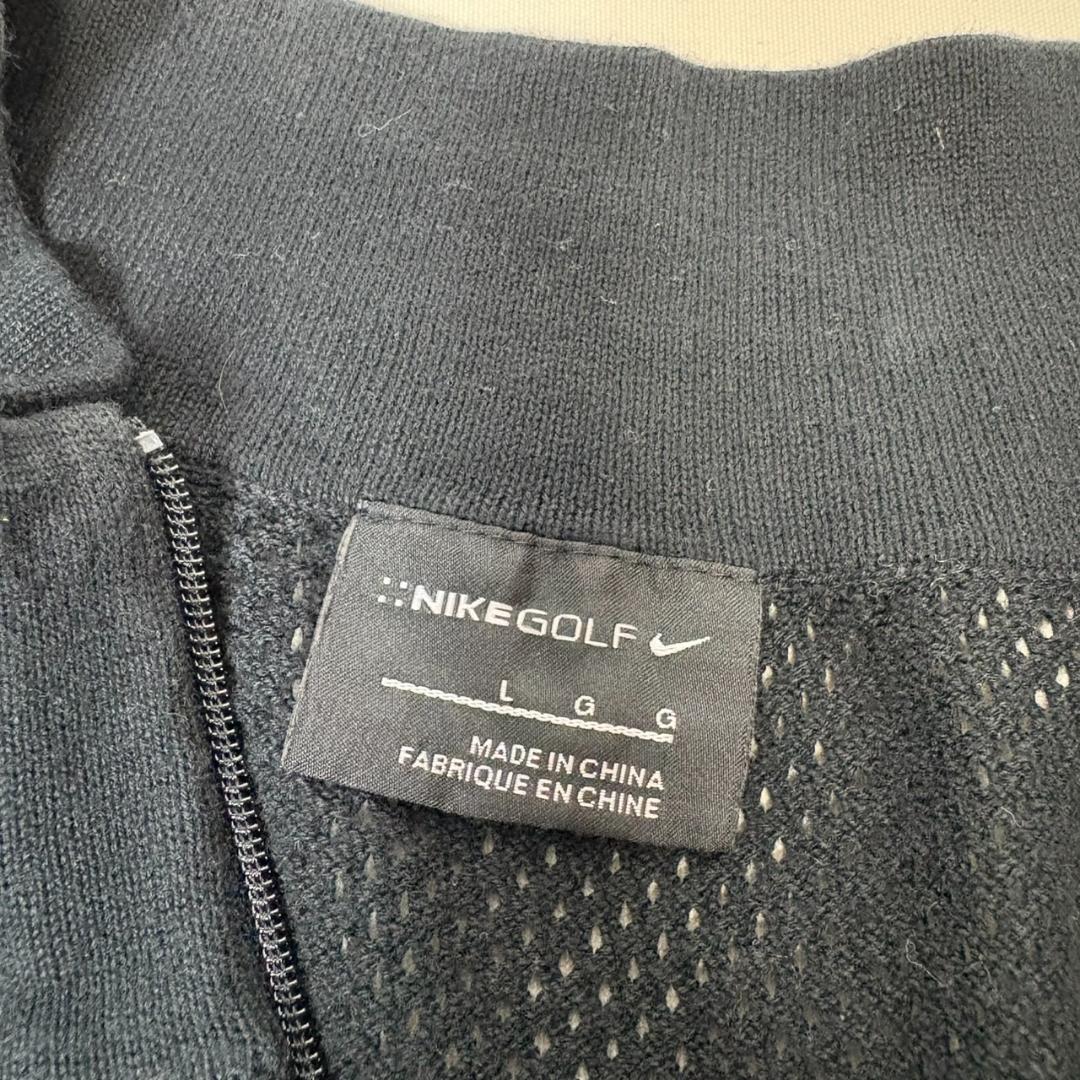 NIKEGOLF
L G G
MADE IN CHINA
FABRIQUE EN CHINE